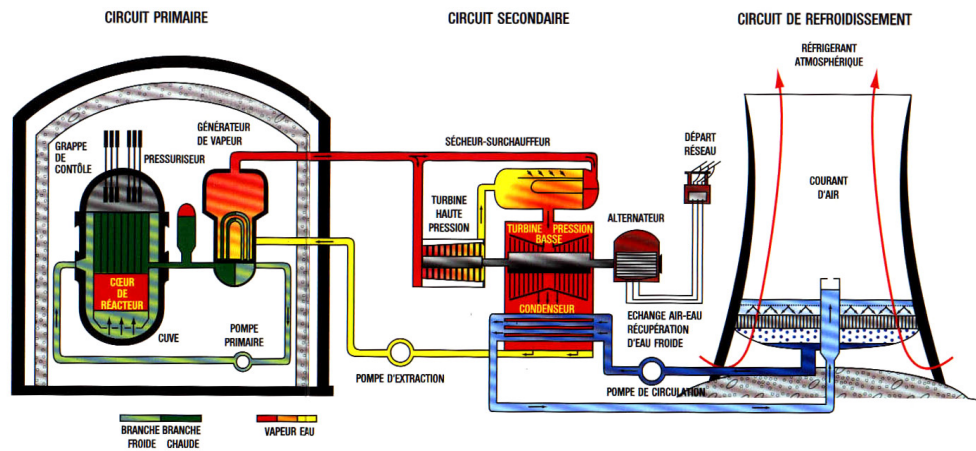 CIRCUIT PRIMAIRE
CIRCUIT SECONDAIRE
CIRCUIT DE REFROIDISSEMENT
RÉFRIGERANT
ATMOSPHÉRIQUE
GRAPPE
DE
CONTÔLE
PRESSURISEUR
GÉNÉRATEUR
DE VAPEUR
CŒUR
DE
RÉACTEUR
CUVE
POMPE
PRIMAIRE
BRANCHE
FROIDE
BRANCHE
CHAUDE
VAPEUR EAU
SÉCHEUR-SURCHAUFFEUR
TURBINE
HAUTE
PRESSION
TURBINE PRESSION
BASSE
CONDENSEUR
ALTERNATEUR
DÉPART
RÉSEAU
POMPE D'EXTRACTION
ECHANGE AIR-EAU
RÉCUPÉRATION
D'EAU FROIDE
POMPE DE CIRCULATION
COURANT
D'AIR